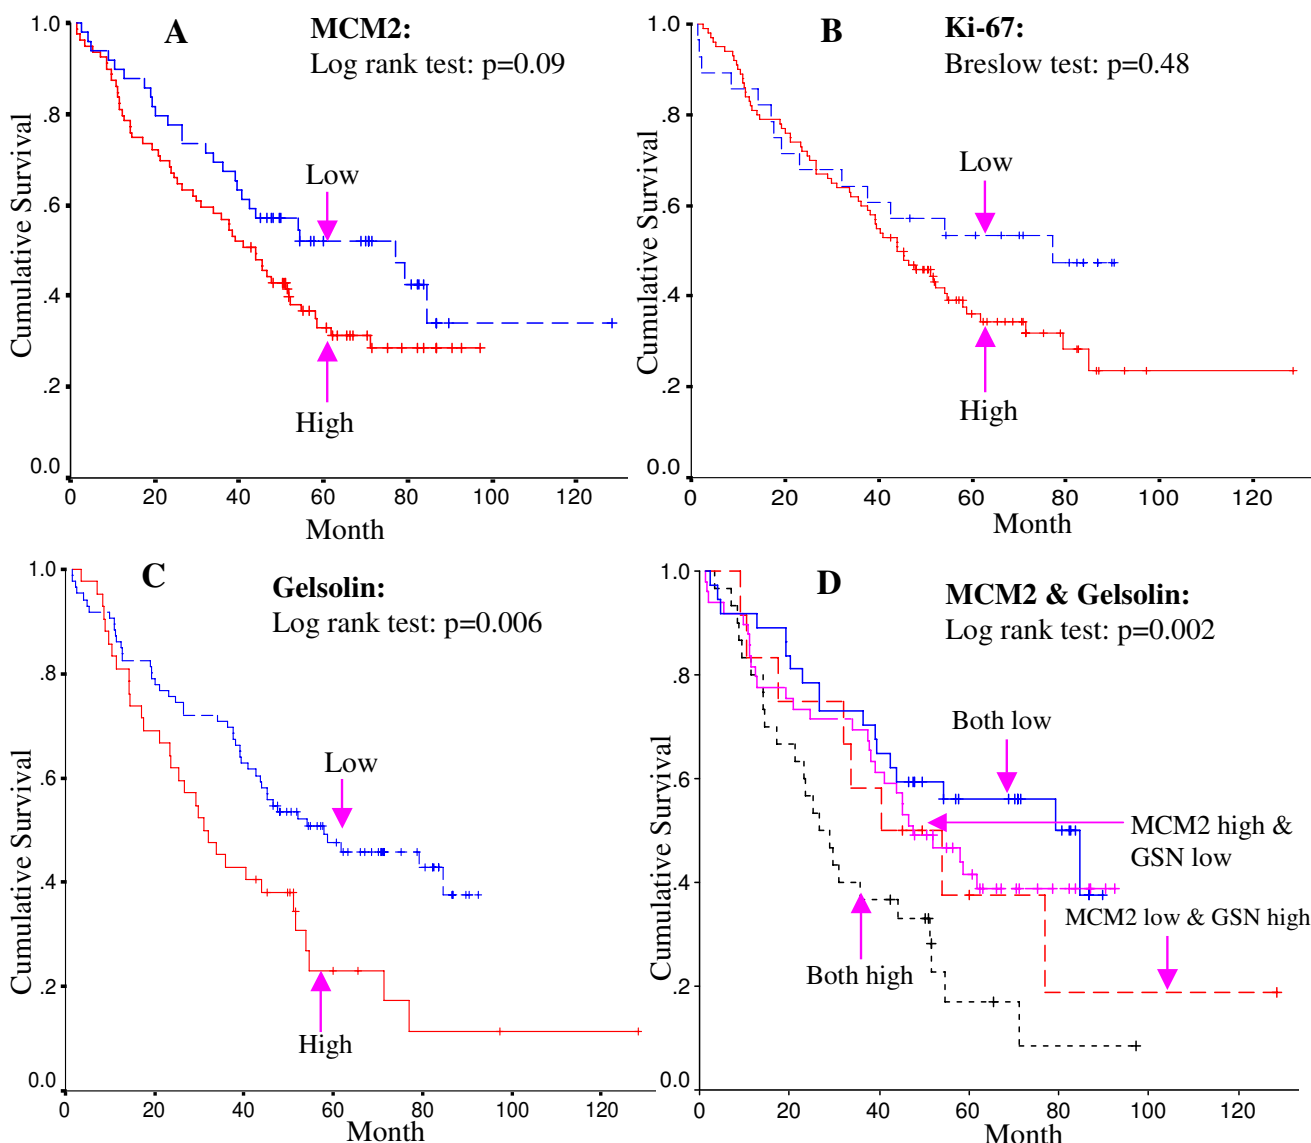 A
MCM2:
Log rank test: p=0.09
Cumulative Survival
1.0
.8
.6
.4
.2
0.0
Low
High
0 20 40 60 80 100 120
Month
B
Ki-67:
Breslow test: p=0.48
Cumulative Survival
1.0
.8
.6
.4
.2
0.0
Low
High
0 20 40 60 80 100 120
Month
C
Gelsolin:
Log rank test: p=0.006
Cumulative Survival
1.0
.8
.6
.4
.2
0.0
Low
High
0 20 40 60 80 100 120
Month
D
MCM2 & Gelsolin:
Log rank test: p=0.002
Cumulative Survival
1.0
.8
.6
.4
.2
0.0
Both low
MCM2 high &
GSN low
MCM2 low & GSN high
Both high
0 20 40 60 80 100 120
Month